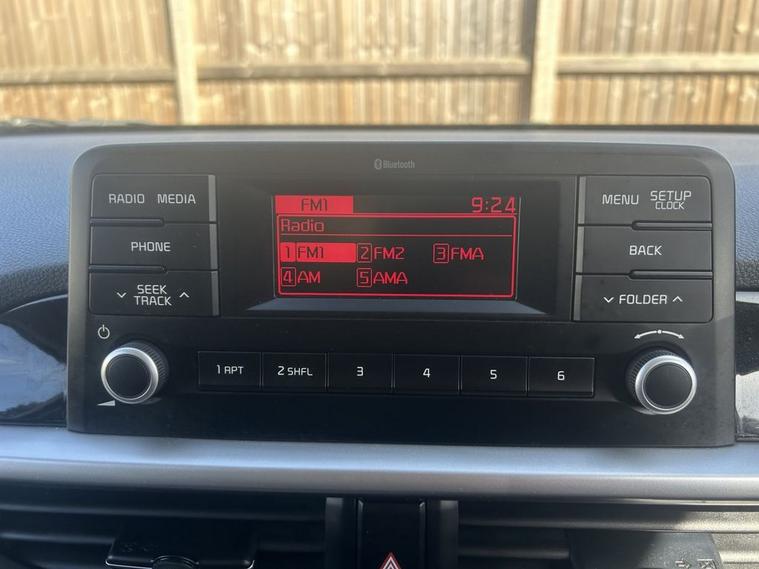 Bluetooth
RADIO MEDIA
PHONE
SEEK
TRACK
FM1 9:24
Radio
1 FM1 2 FM2 3 FMA
4 AM 5 AMA
MENU SETUP
CLOCK
BACK
FOLDER
1 RPT 2 SHFL 3 4 5 6